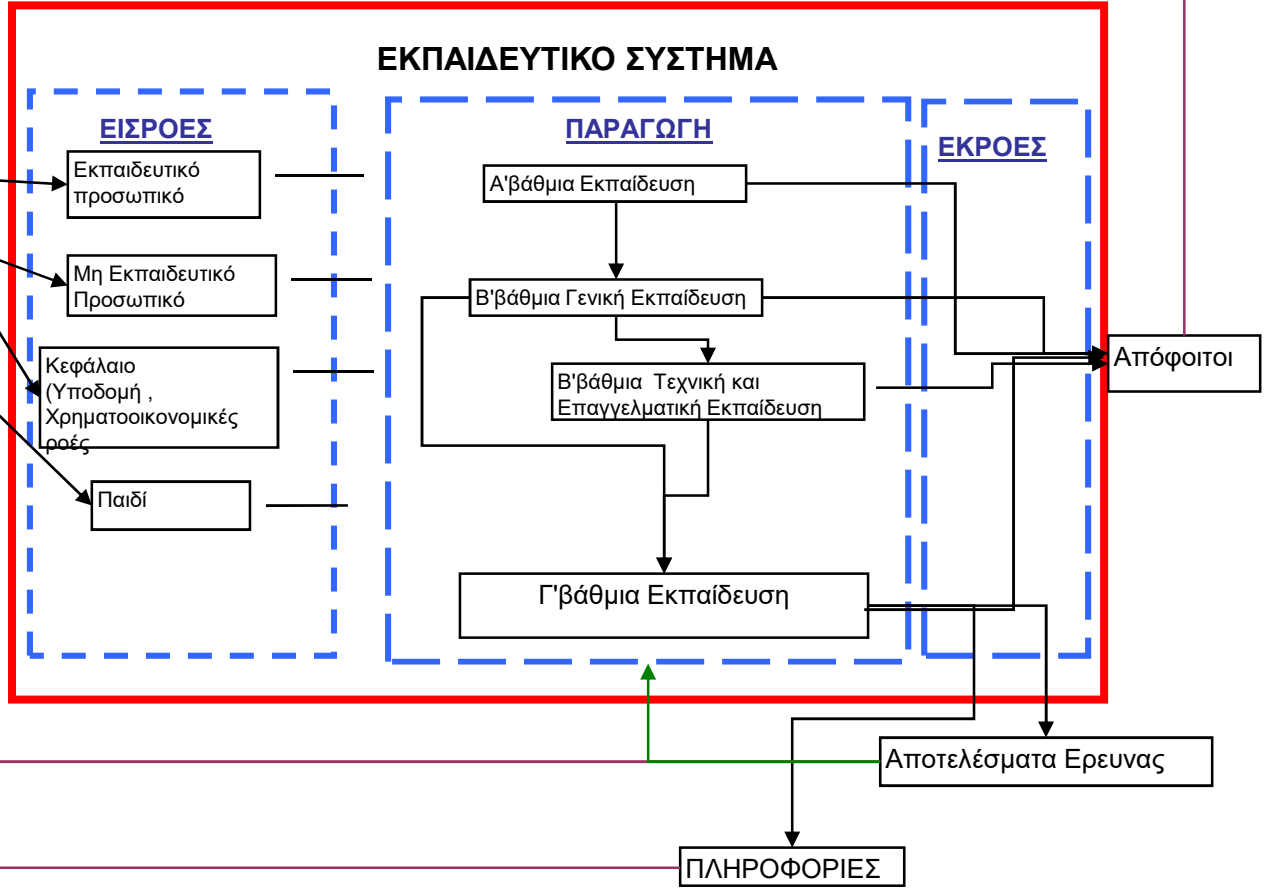 ΕΚΠΑΙΔΕΥΤΙΚΟ ΣΥΣΤΗΜΑ
ΕΙΣΡΟΕΣ
Εκπαιδευτικό
προσωπικό
Μη Εκπαιδευτικό
Προσωπικό
Κεφάλαιο
(Υποδομή ,
Χρηματοοικονομικές
ροές
Παιδί
ΠΑΡΑΓΩΓΗ
Α'βάθμια Εκπαίδευση
Β'βάθμια Γενική Εκπαίδευση
Β'βάθμια Τεχνική και
Επαγγελματική Εκπαίδευση
Γ'βάθμια Εκπαίδευση
ΕΚΡΟΕΣ
Απόφοιτοι
Αποτελέσματα Ερευνας
ΠΛΗΡΟΦΟΡΙΕΣ